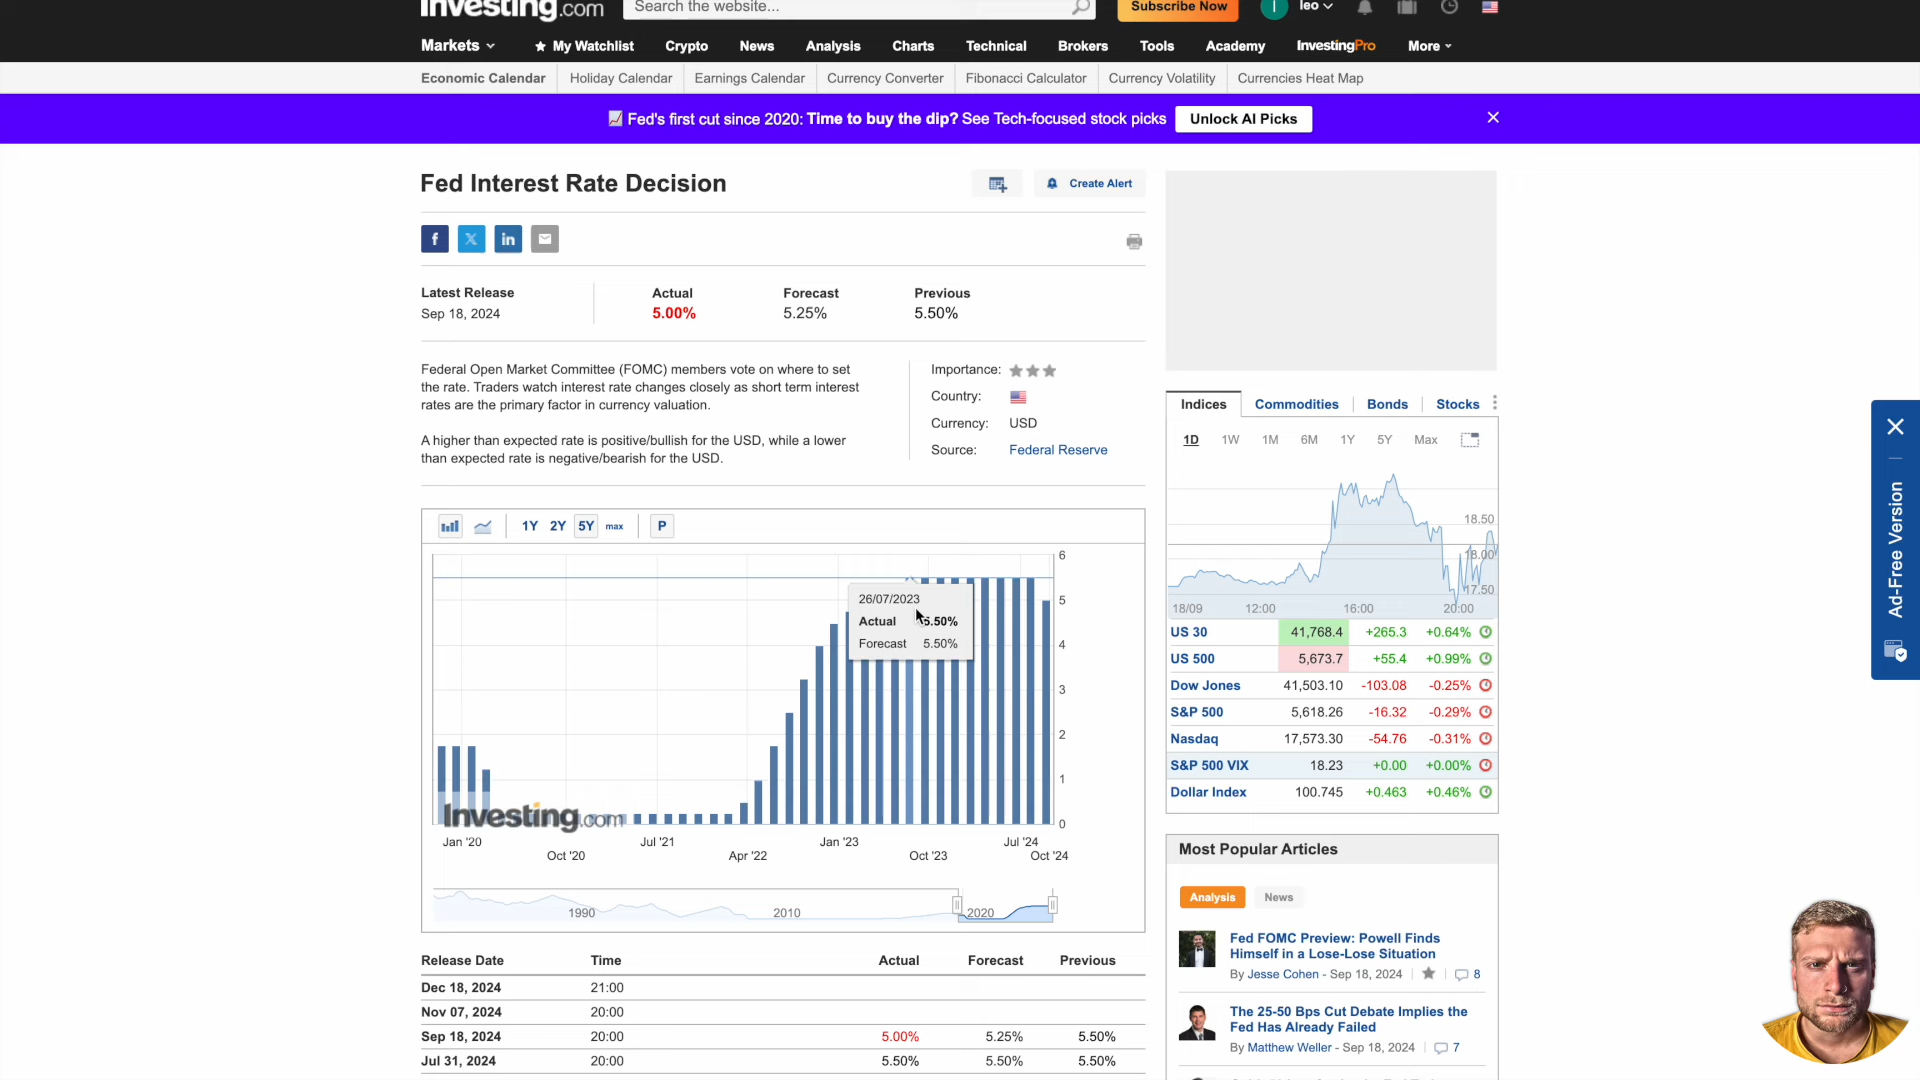 Investing.com
Search the website...
Subscribe Now
leo
Markets
My Watchlist
Crypto
News
Analysis
Charts
Technical
Brokers
Tools
Academy
InvestingPro
More
Economic Calendar
Holiday Calendar
Earnings Calendar
Currency Converter
Fibonacci Calculator
Currency Volatility
Currencies Heat Map
Fed's first cut since 2020: Time to buy the dip? See Tech-focused stock picks
Unlock AI Picks
Fed Interest Rate Decision
Create Alert
Latest Release
Sep 18, 2024
Actual
5.00%
Forecast
5.25%
Previous
5.50%
Federal Open Market Committee (FOMC) members vote on where to set
the rate. Traders watch interest rate changes closely as short term interest
rates are the primary factor in currency valuation.
A higher than expected rate is positive/bullish for the USD, while a lower
than expected rate is negative/bearish for the USD.
Importance:
Country:
Currency: USD
Source: Federal Reserve
1Y 2Y 5Y max P
6
5
4
3
2
1
0
26/07/2023
Actual 5.50%
Forecast 5.50%
Investing.com
Jan '20
Oct '20
Jul '21
Apr '22
Jan '23
Oct '23
Jul '24
Oct '24
1990
2010
2020
Release Date Time Actual Forecast Previous
Dec 18, 2024 21:00
Nov 07, 2024 20:00
Sep 18, 2024 20:00 5.00% 5.25% 5.50%
Jul 31, 2024 20:00 5.50% 5.50% 5.50%
Indices
Commodities
Bonds
Stocks
1D 1W 1M 6M 1Y 5Y Max
18.50
18.00
17.50
18/09 12:00 16:00 20:00
US 30 41,768.4 +265.3 +0.64%
US 500 5,673.7 +55.4 +0.99%
Dow Jones 41,503.10 -103.08 -0.25%
S&P 500 5,618.26 -16.32 -0.29%
Nasdaq 17,573.30 -54.76 -0.31%
S&P 500 VIX 18.23 +0.00 +0.00%
Dollar Index 100.745 +0.463 +0.46%
Most Popular Articles
Analysis
News
Fed FOMC Preview: Powell Finds
Himself in a Lose-Lose Situation
By Jesse Cohen - Sep 18, 2024 8
The 25-50 Bps Cut Debate Implies the
Fed Has Already Failed
By Matthew Weller - Sep 18, 2024 7
Ad-Free Version